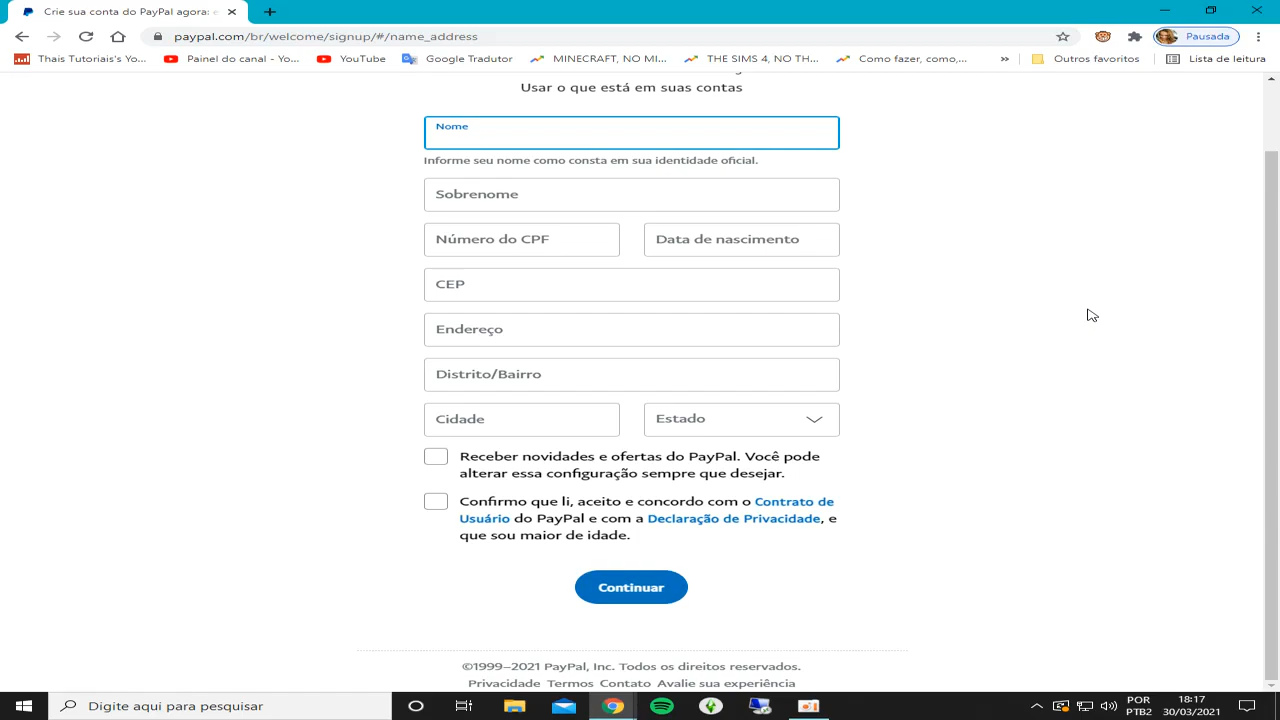 Crie sua conta do PayPal agora: e
paypal.com/br/welcome/signup/#/name_address
Pausada
Thais Tutoriais's Yo...
Painel do canal - Yo...
YouTube
Google Tradutor
MINECRAFT, NO MI...
THE SIMS 4, NO TH...
Como fazer, como,...
»
Outros favoritos
Lista de leitura
Usar o que está em suas contas
Nome
Informe seu nome como consta em sua identidade oficial.
Sobrenome
Número do CPF
Data de nascimento
CEP
Endereço
Distrito/Bairro
Cidade
Estado
Receber novidades e ofertas do PayPal. Você pode
alterar essa configuração sempre que desejar.
Confirmo que li, aceito e concordo com o Contrato de
Usuário do PayPal e com a Declaração de Privacidade, e
que sou maior de idade.
Continuar
©1999–2021 PayPal, Inc. Todos os direitos reservados.
Privacidade Termos Contato Avalie sua experiência
Digite aqui para pesquisar
POR
PTB2
18:17
30/03/2021